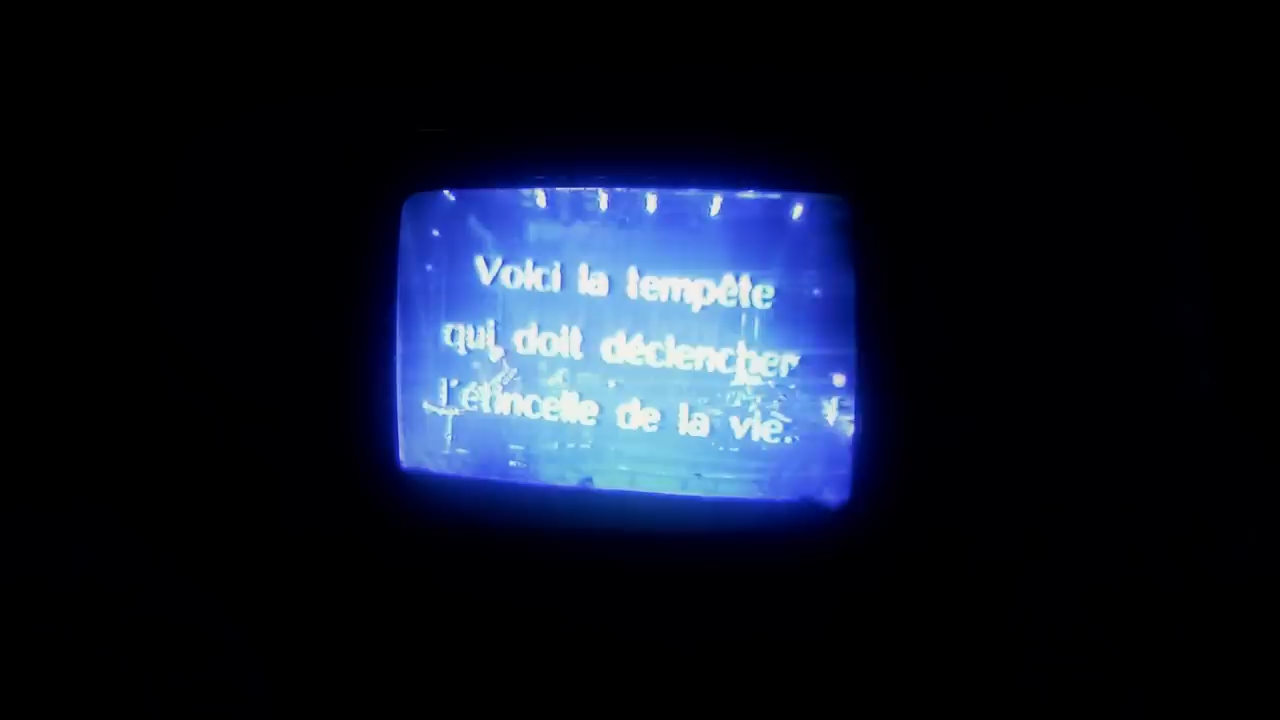 Voici la tempête
qui doit déclencher
l'étincelle de la vie.